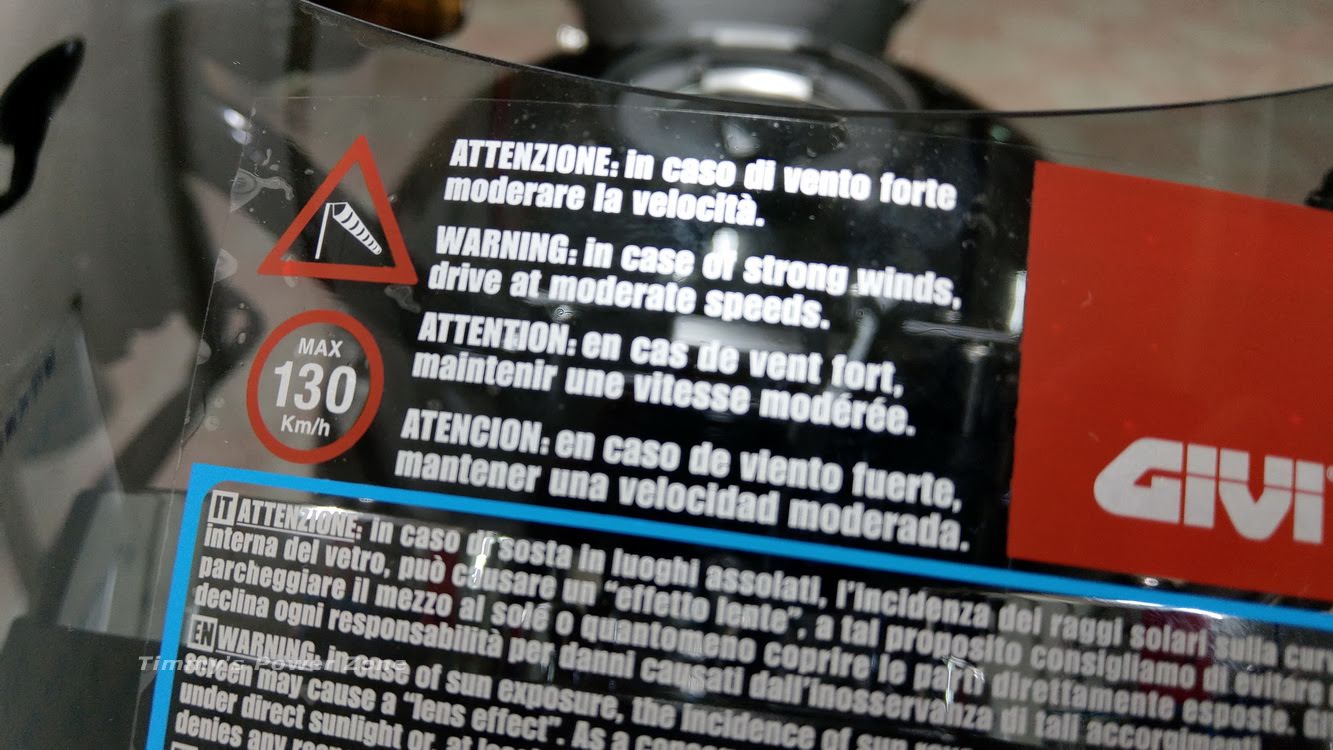 ATTENZIONE: in caso di vento forte
moderare la velocità.
WARNING: in case of strong winds,
drive at moderate speeds.
ATTENTION: en cas de vent fort,
maintenir une vitesse modérée.
ATENCION: en caso de viento fuerte,
mantener una velocidad moderada.
MAX
130
Km/h
GIVI
IT ATTENZIONE: in caso di sosta in luoghi assolati, l'incidenza dei raggi solari sulla
interna del vetro, può causare un "effetto lente". a tal proposito consigliamo di evitare
parcheggiare il mezzo al sole o quantomeno coprire le parti direttamente esposte.
declina ogni responsabilità per danni causati dall'inosservanza di tali accorgimenti
EN WARNING: in case of sun exposure, the incidence of sun
screen may cause a "lens effect". As a
under direct sunlight or, at
denies any
Timmy's Power Zone